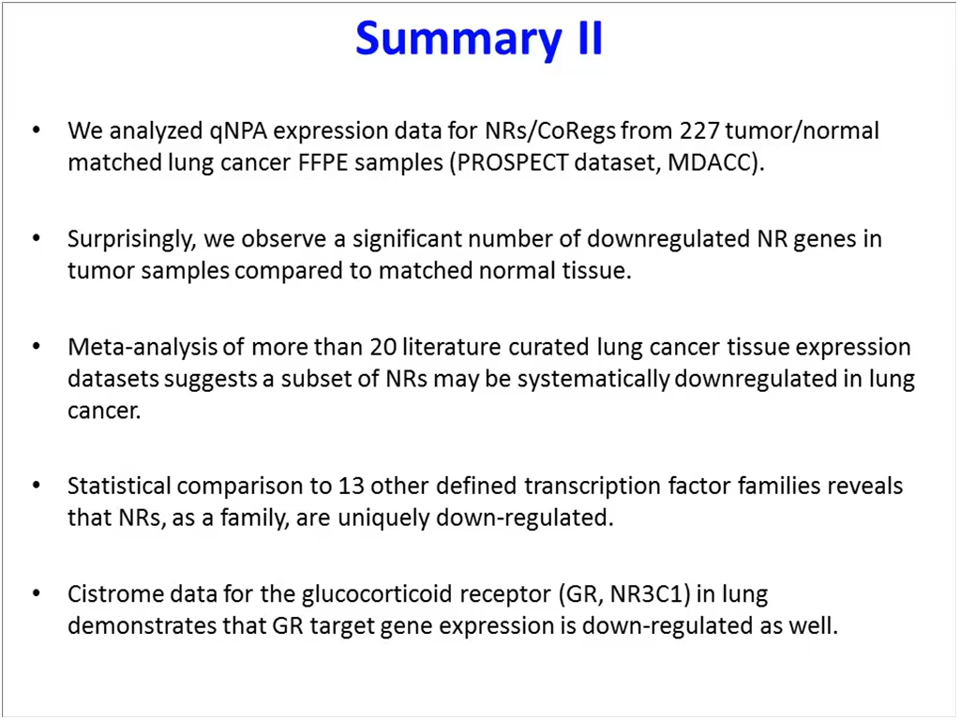 Summary II
• We analyzed qNPA expression data for NRs/CoRegs from 227 tumor/normal
matched lung cancer FFPE samples (PROSPECT dataset, MDACC).
• Surprisingly, we observe a significant number of downregulated NR genes in
tumor samples compared to matched normal tissue.
• Meta-analysis of more than 20 literature curated lung cancer tissue expression
datasets suggests a subset of NRs may be systematically downregulated in lung
cancer.
• Statistical comparison to 13 other defined transcription factor families reveals
that NRs, as a family, are uniquely down-regulated.
• Cistrome data for the glucocorticoid receptor (GR, NR3C1) in lung
demonstrates that GR target gene expression is down-regulated as well.